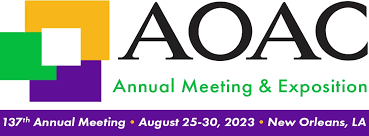 AOAC
Annual Meeting & Exposition
137th Annual Meeting • August 25-30, 2023 • New Orleans, LA